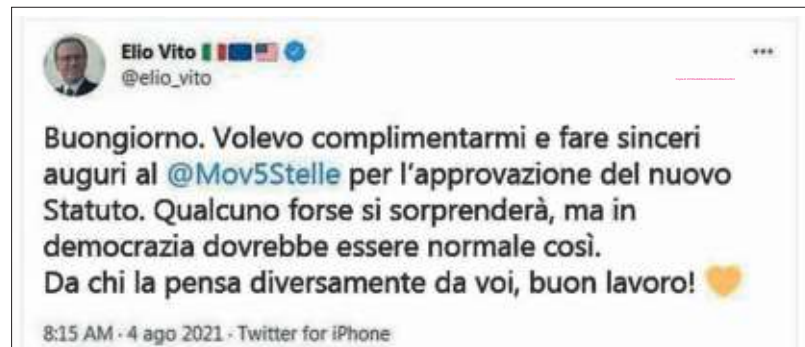 Elio Vito 🇮🇹🇪🇺🇺🇸
@elio_vito
Buongiorno. Volevo complimentarmi e fare sinceri
auguri al @Mov5Stelle per l'approvazione del nuovo
Statuto. Qualcuno forse si sorprenderà, ma in
democrazia dovrebbe essere normale così.
Da chi la pensa diversamente da voi, buon lavoro! 🧡
8:15 AM · 4 ago 2021 · Twitter for iPhone